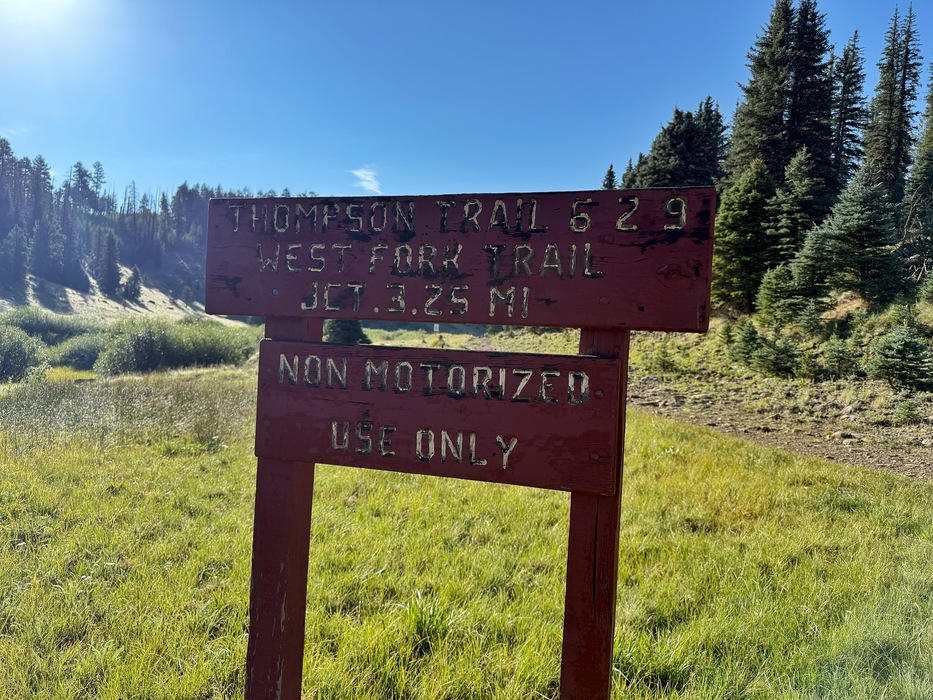 THOMPSON TRAIL 629
WEST FORK TRAIL
JCT. 3.25 MI
NON MOTORIZED
USE ONLY